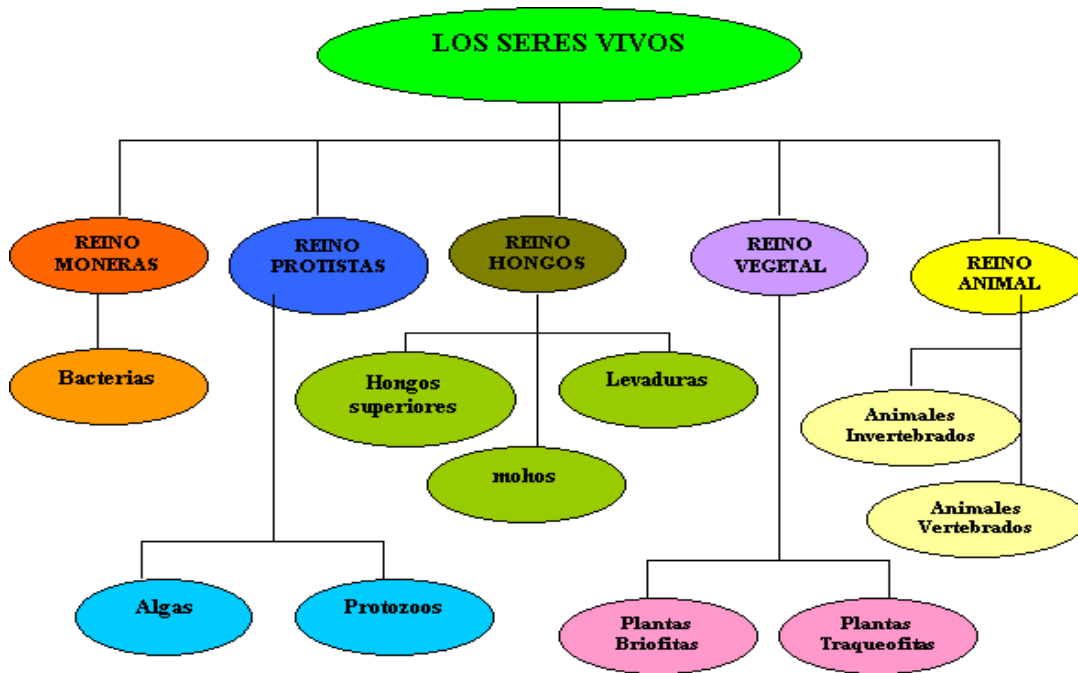 LOS SERES VIVOS
REINO
MONERAS
REINO
PROTISTAS
REINO
HONGOS
REINO
VEGETAL
REINO
ANIMAL
Bacterias
Hongos
superiores
Levaduras
mohos
Animales
Invertebrados
Animales
Vertebrados
Algas
Protozoos
Plantas
Briofitas
Plantas
Traqueofitas